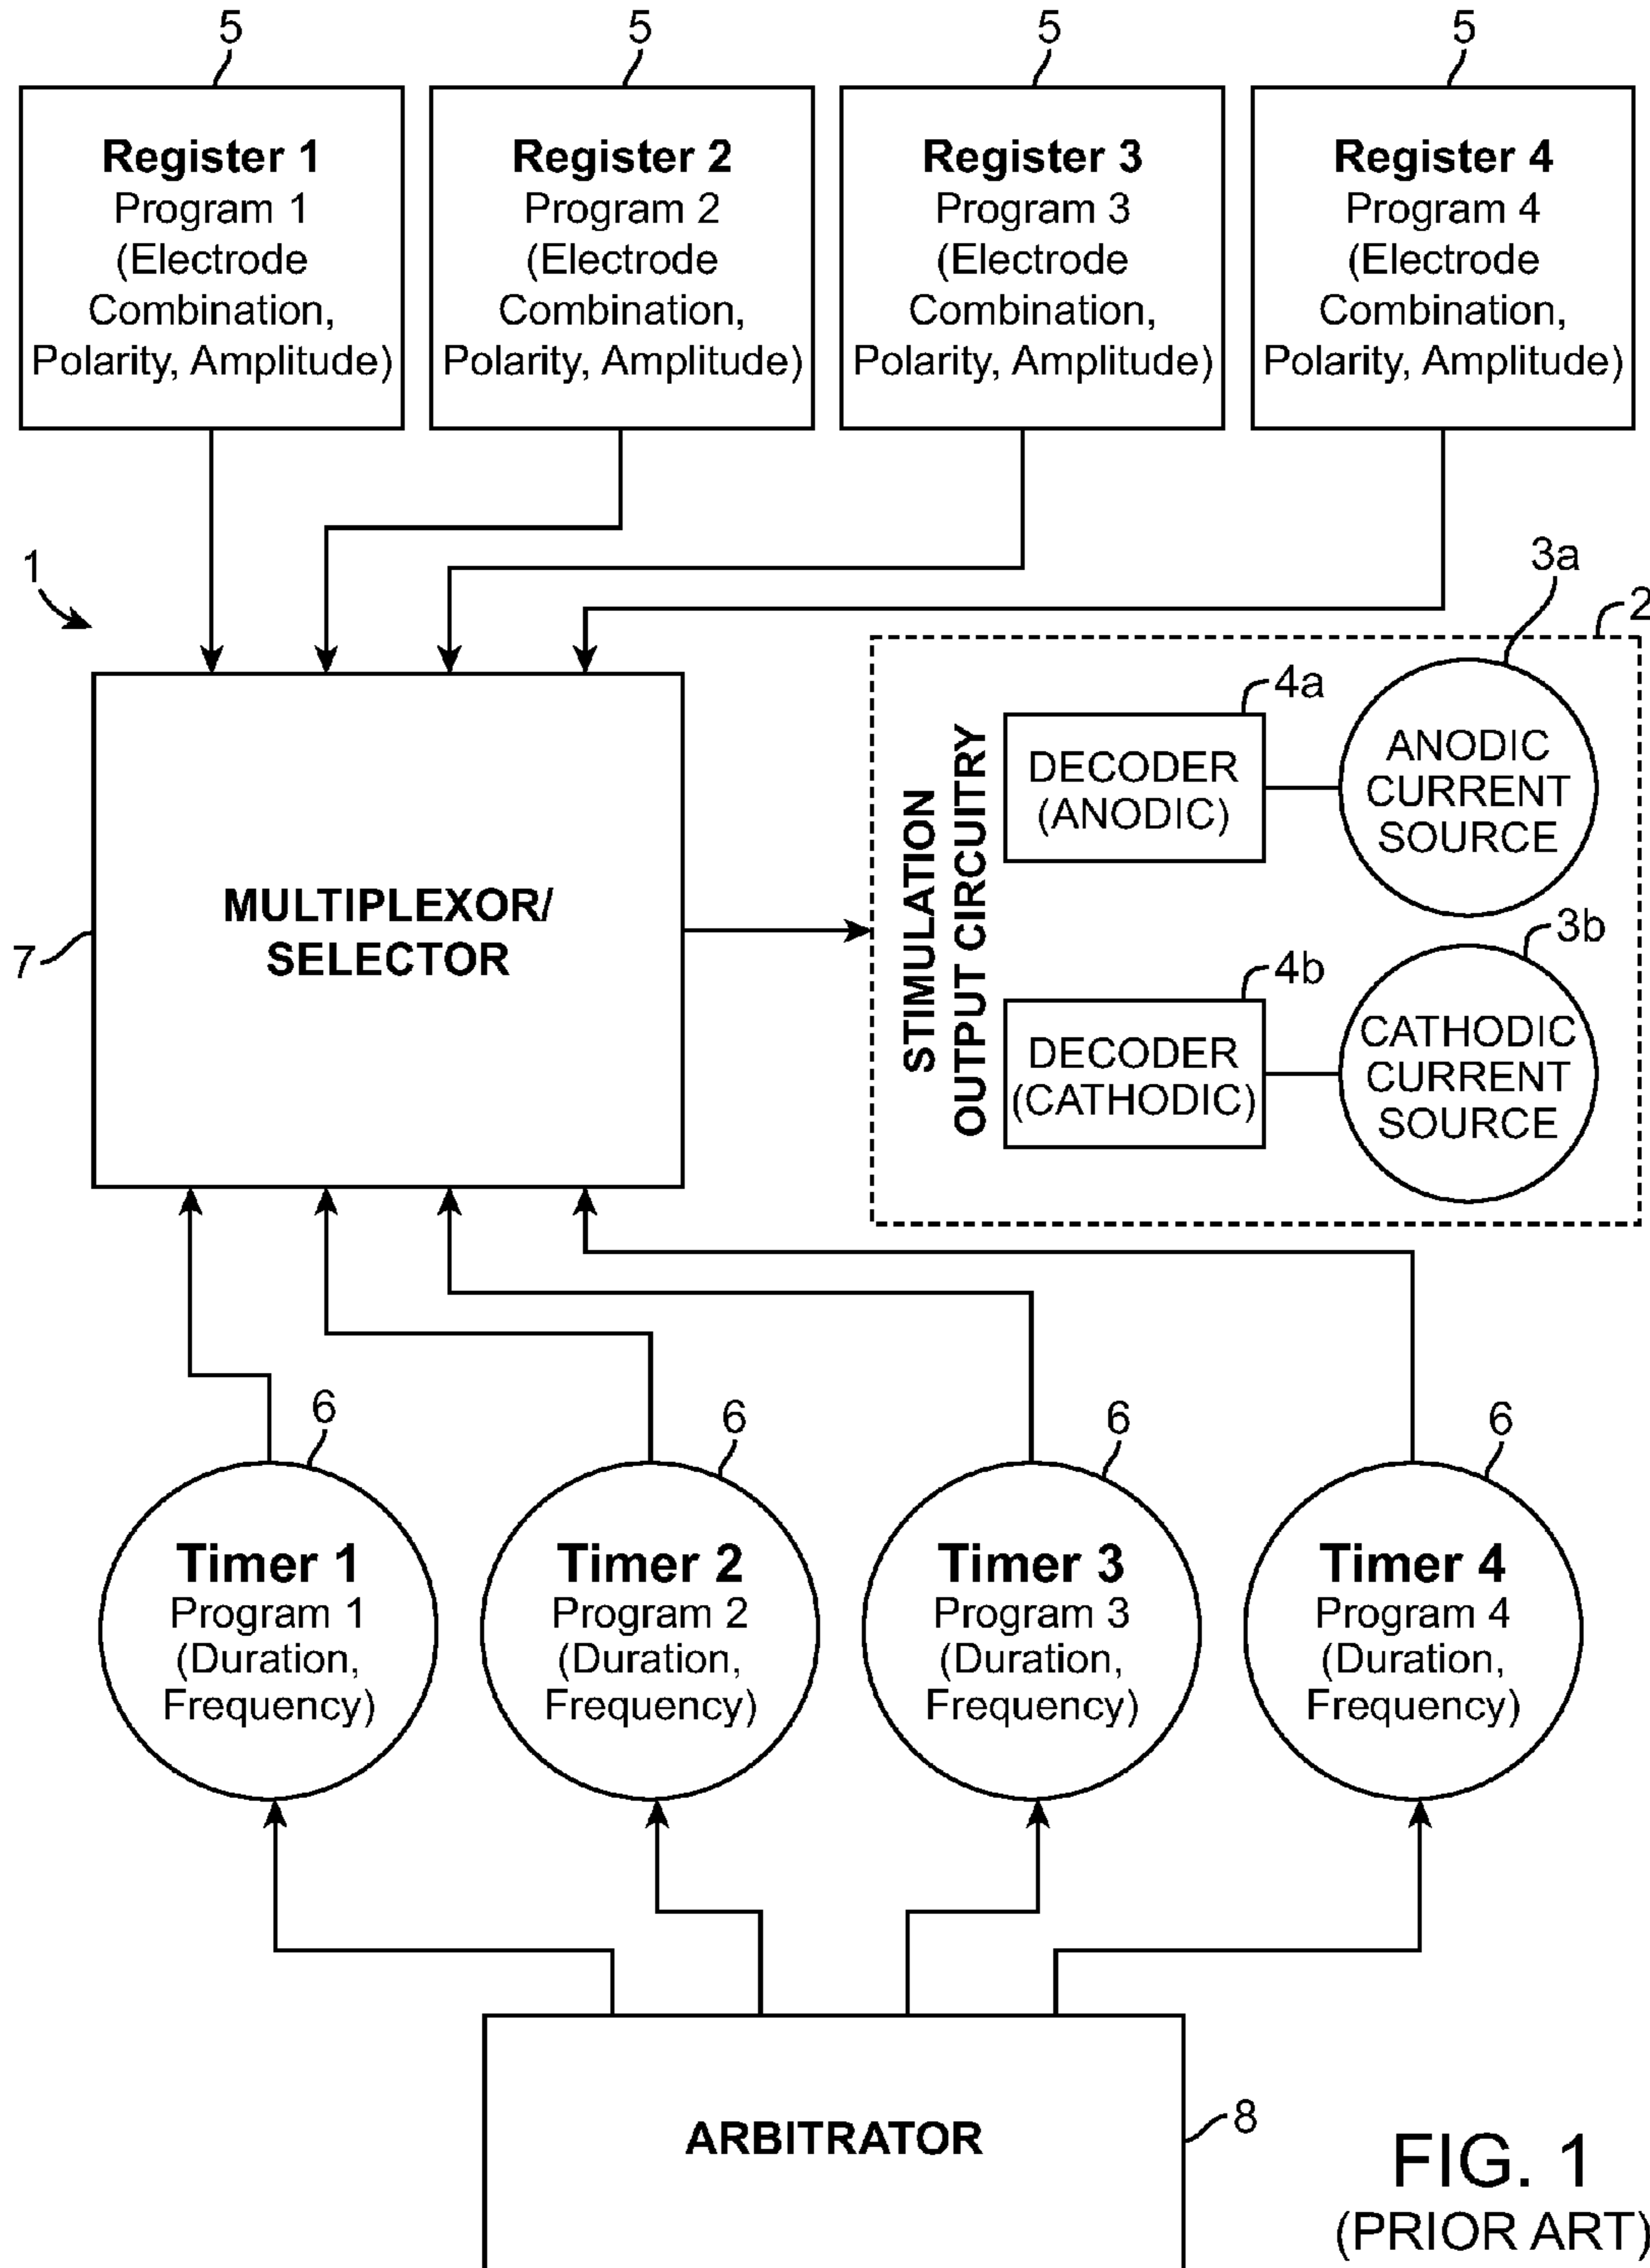 5
5
5
5
Register 1
Program 1
(Electrode
Combination,
Polarity, Amplitude)
Register 2
Program 2
(Electrode
Combination,
Polarity, Amplitude)
Register 3
Program 3
(Electrode
Combination,
Polarity, Amplitude)
Register 4
Program 4
(Electrode
Combination,
Polarity, Amplitude)
1
3a
2
4a
MULTIPLEXOR/
SELECTOR
7
STIMULATION
OUTPUT CIRCUITRY
DECODER
(ANODIC)
ANODIC
CURRENT
SOURCE
3b
4b
DECODER
(CATHODIC)
CATHODIC
CURRENT
SOURCE
6
6
6
6
Timer 1
Program 1
(Duration,
Frequency)
Timer 2
Program 2
(Duration,
Frequency)
Timer 3
Program 3
(Duration,
Frequency)
Timer 4
Program 4
(Duration,
Frequency)
ARBITRATOR
8
FIG. 1
(PRIOR ART)